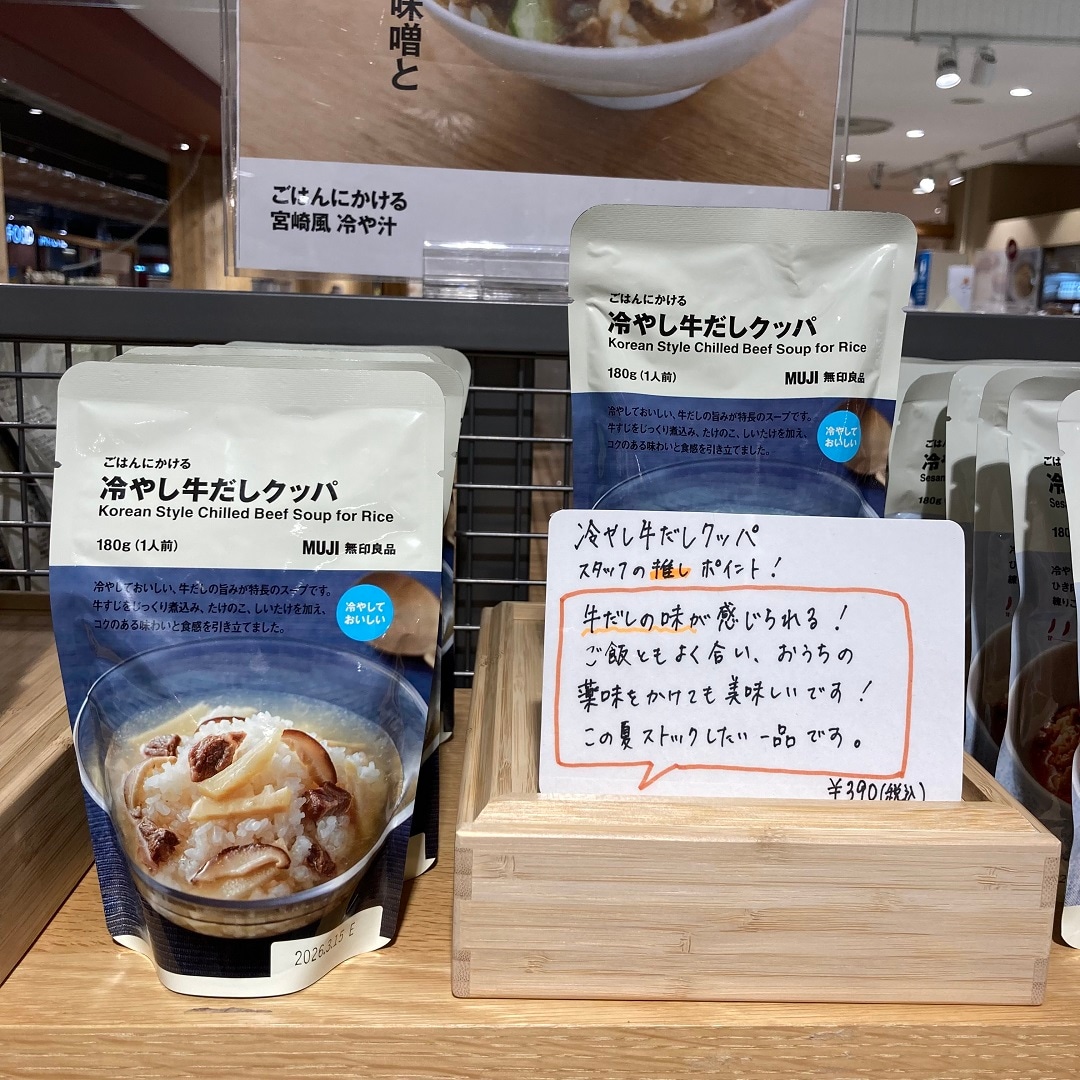 味噌と
ごはんにかける
宮崎風 冷や汁
ごはんにかける
冷やし牛だしクッパ
Korean Style Chilled Beef Soup for Rice
180g(1人前)
MUJI 無印良品
冷やしておいしい、牛だしの旨みが特長のスープです。
牛すじをじっくり煮込み、たけのこ、しいたけを加え、
コクのある味わいと食感を引き立てました。
冷やして
おいしい
ごはんにかける
冷やし牛だしクッパ
Korean Style Chilled Beef Soup for Rice
180g(1人前)
MUJI 無印良品
冷やしておいしい、牛だしの旨みが特長のスープです。
牛すじをじっくり煮込み、たけのこ、しいたけを加え、
コクのある味わいと食感を引き立てました。
冷やして
おいしい
2026.3.15 E
冷やし牛だしクッパ
スタッフの推しポイント!
牛だしの味が感じられる!
ご飯ともよく合い、おうちの
薬味をかけても美味しいです!
この夏ストックしたい一品です。
¥390(税込)
180g